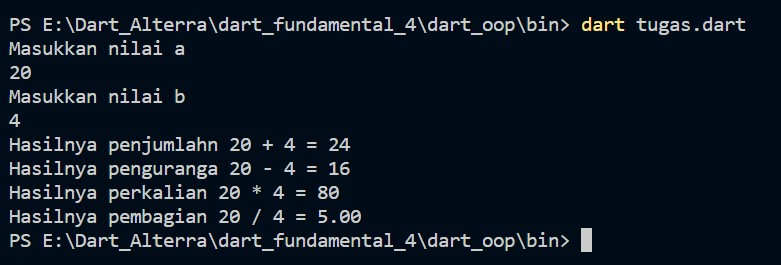 PS E:\Dart_Alterra\dart_fundamental_4\dart_oop\bin> dart tugas.dart
Masukkan nilai a
20
Masukkan nilai b
4
Hasilnya penjumlahn 20 + 4 = 24
Hasilnya penguranga 20 - 4 = 16
Hasilnya perkalian 20 * 4 = 80
Hasilnya pembagian 20 / 4 = 5.00
PS E:\Dart_Alterra\dart_fundamental_4\dart_oop\bin>